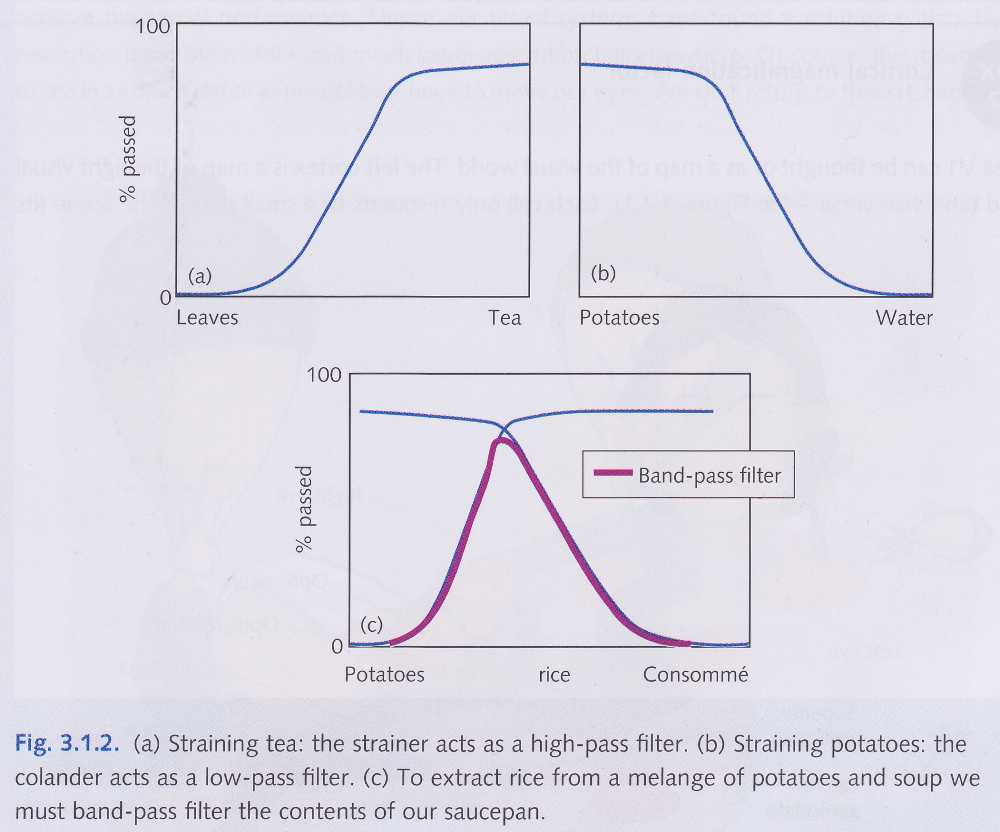 100
% passed
(a)
0
Leaves
Tea
(b)
Potatoes
Water
100
% passed
Band-pass filter
(c)
0
Potatoes
rice
Consommé
Fig. 3.1.2. (a) Straining tea: the strainer acts as a high-pass filter. (b) Straining potatoes: the
colander acts as a low-pass filter. (c) To extract rice from a melange of potatoes and soup we
must band-pass filter the contents of our saucepan.